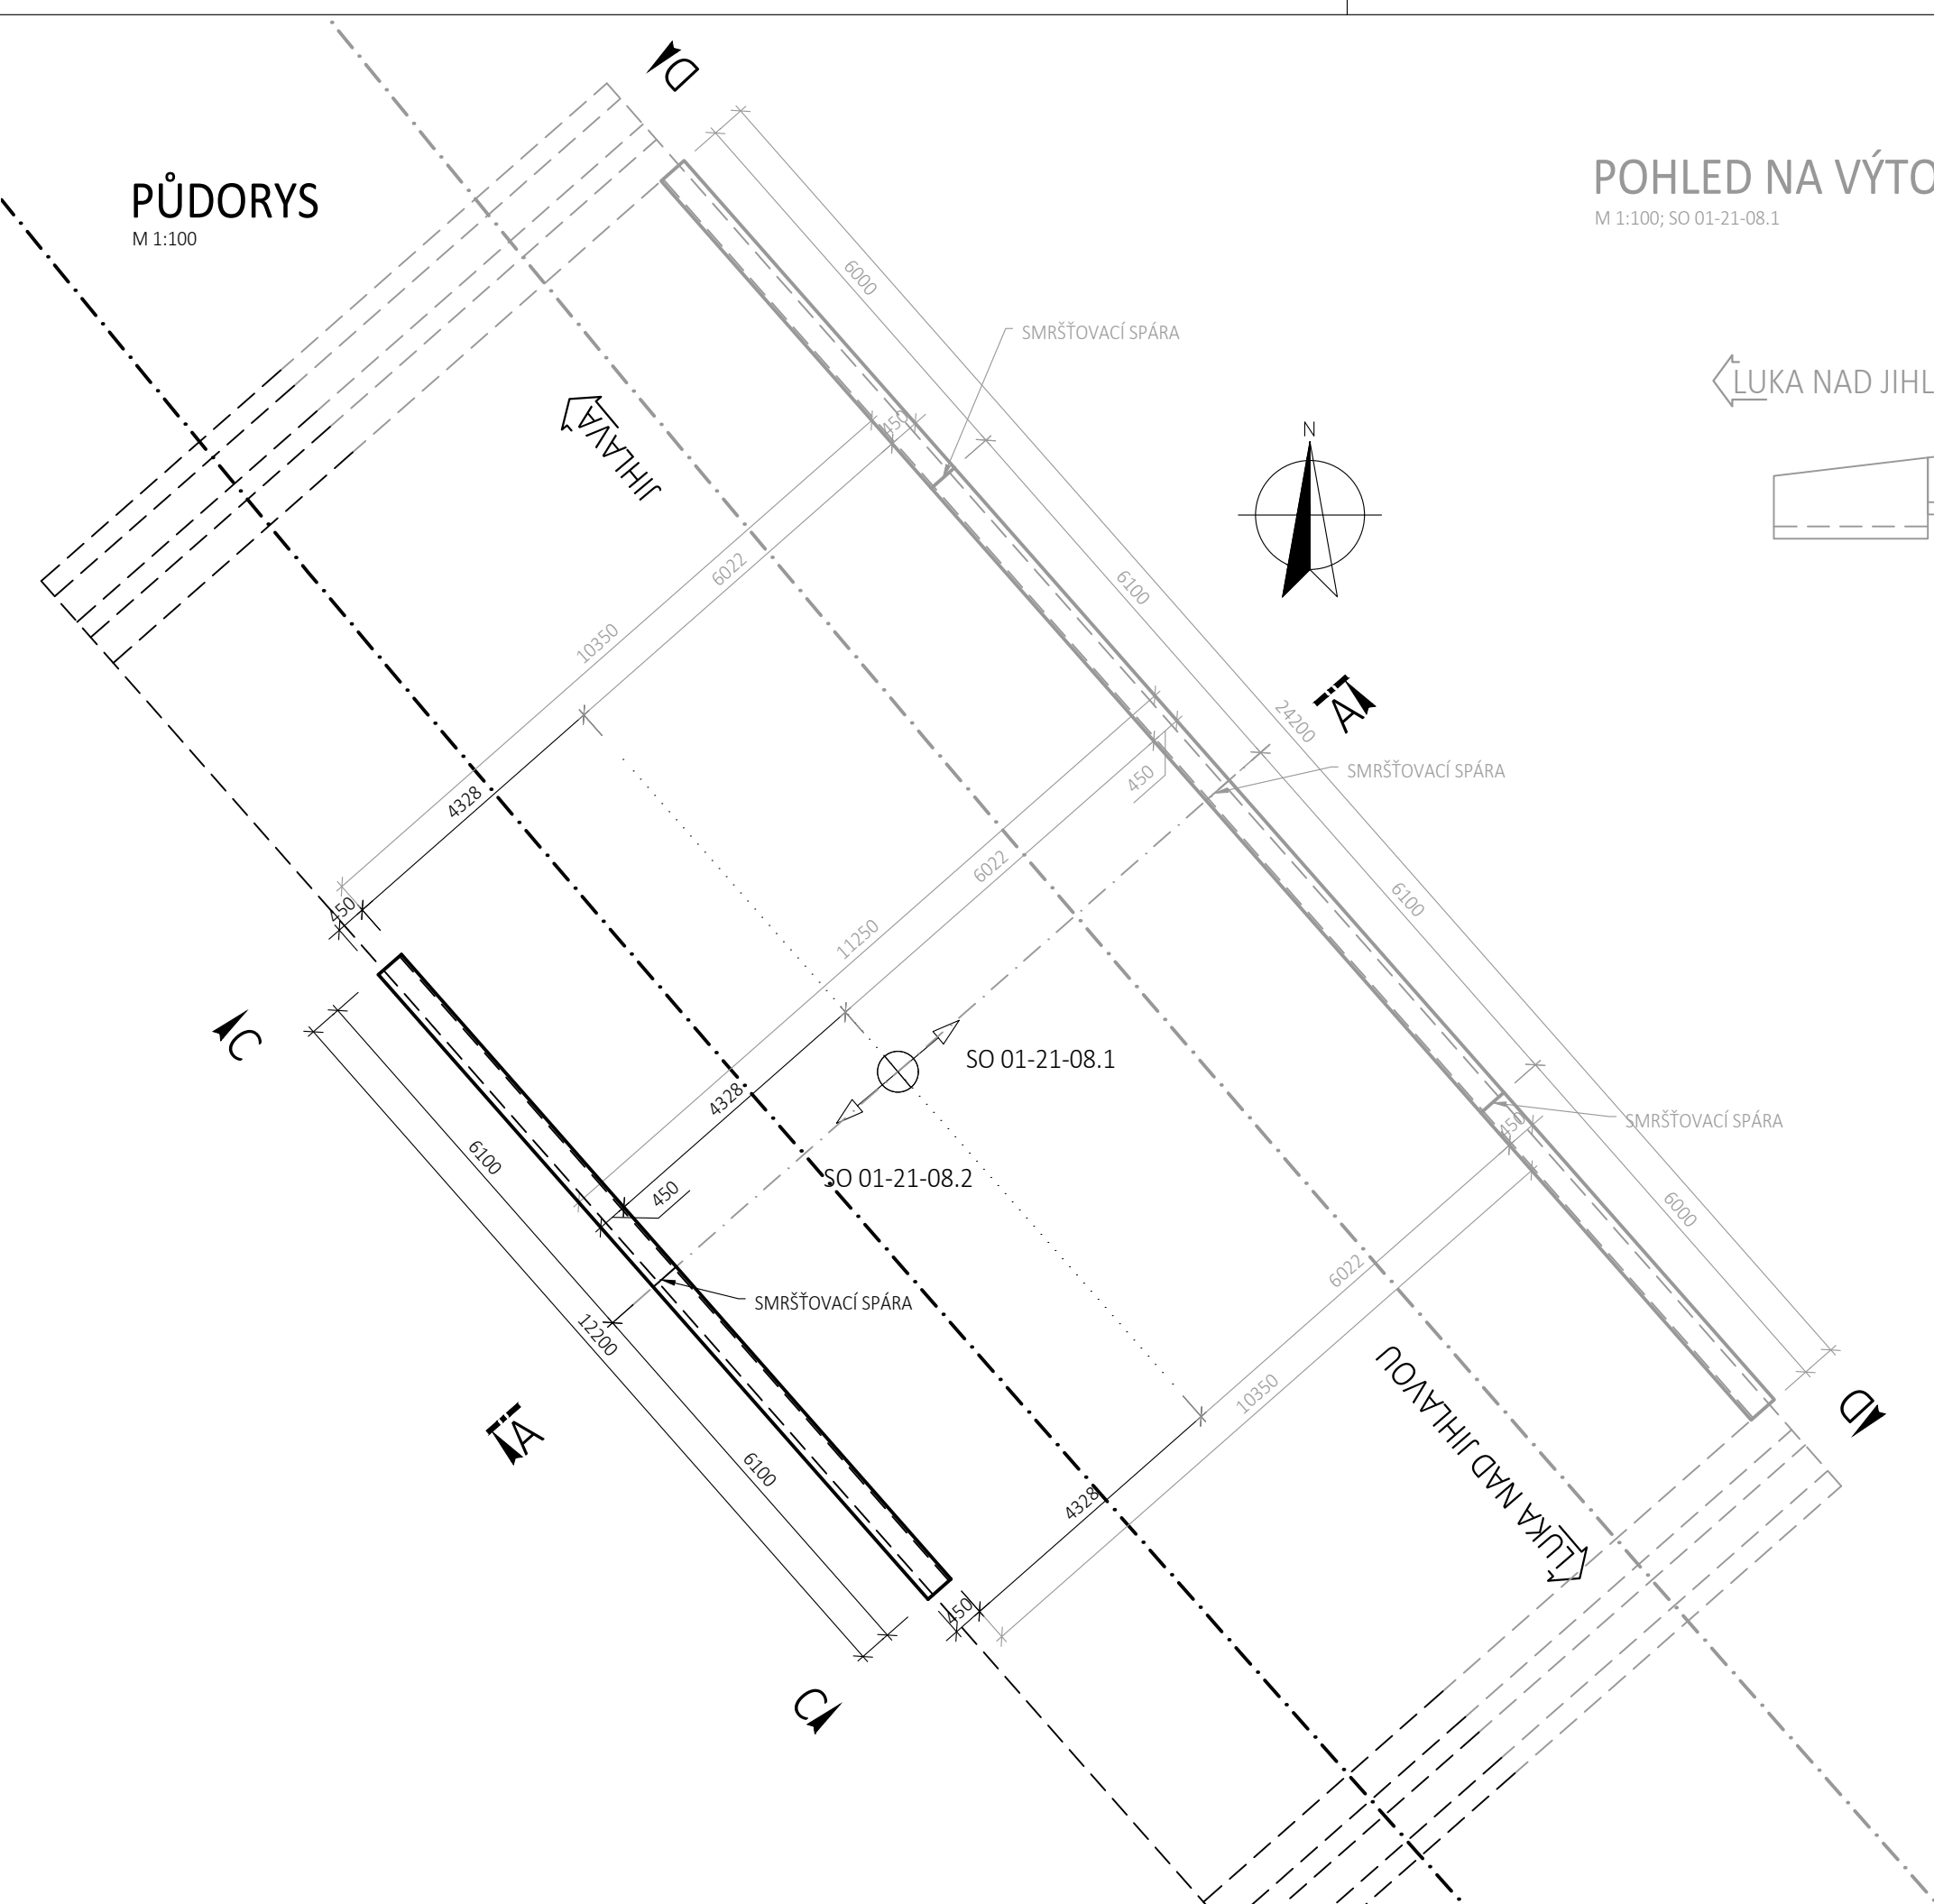 D
PŮDORYS
M 1:100
POHLED NA VÝTO
M 1:100; SO 01-21-08.1
6000
SMRŠŤOVACÍ SPÁRA
LUKA NAD JIHL
JIHLAVA
450
N
6022
6100
10350
A
24200
SMRŠŤOVACÍ SPÁRA
450
4328
6022
6100
450
11250
C
SO 01-21-08.1
4328
450
SMRŠŤOVACÍ SPÁRA
6100
SO 01-21-08.2
450
6000
6022
SMRŠŤOVACÍ SPÁRA
12200
10350
D
LUKA NAD JIHLAVOU
A
6100
4328
450
C